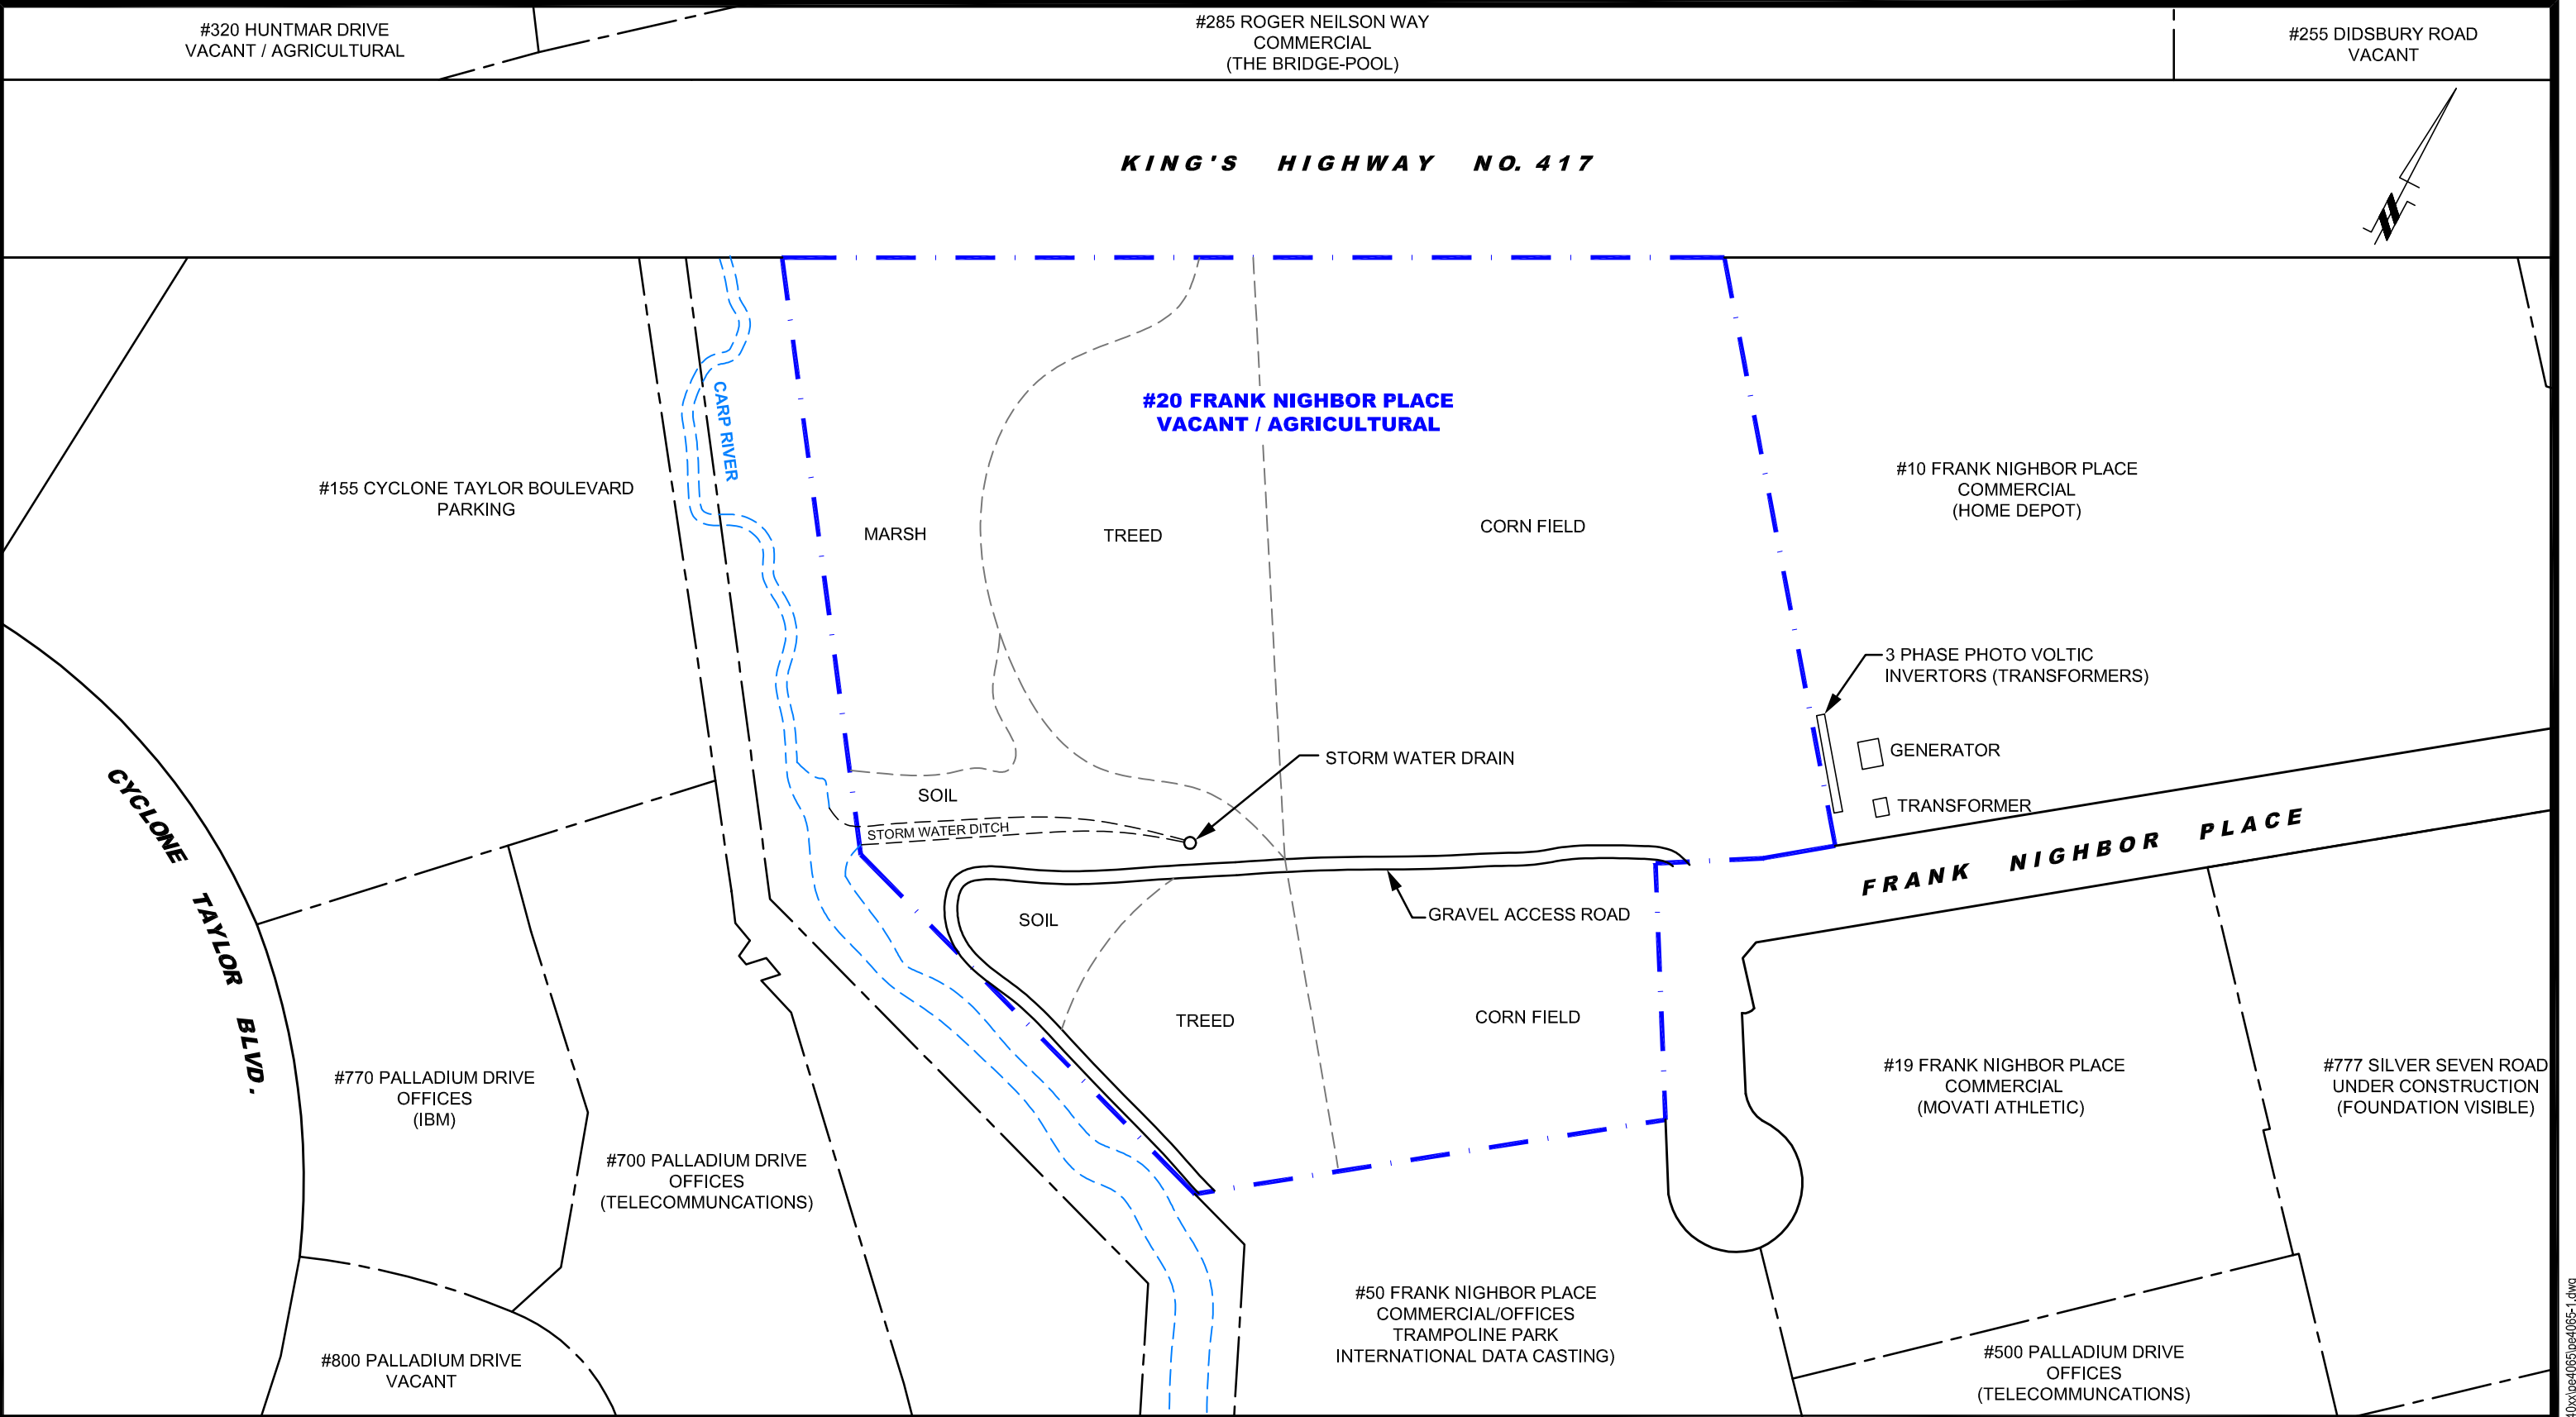 #320 HUNTMAR DRIVE
VACANT / AGRICULTURAL
#285 ROGER NEILSON WAY
COMMERCIAL
(THE BRIDGE-POOL)
#255 DIDSBURY ROAD
VACANT
KING'S HIGHWAY NO. 417
N
CARP RIVER
#20 FRANK NIGHBOR PLACE
VACANT / AGRICULTURAL
#155 CYCLONE TAYLOR BOULEVARD
PARKING
MARSH
TREED
CORN FIELD
#10 FRANK NIGHBOR PLACE
COMMERCIAL
(HOME DEPOT)
3 PHASE PHOTO VOLTIC
INVERTORS (TRANSFORMERS)
GENERATOR
TRANSFORMER
STORM WATER DRAIN
SOIL
STORM WATER DITCH
FRANK NIGHBOR PLACE
CYCLONE TAYLOR BLVD.
SOIL
GRAVEL ACCESS ROAD
TREED
CORN FIELD
#770 PALLADIUM DRIVE
OFFICES
(IBM)
#700 PALLADIUM DRIVE
OFFICES
(TELECOMMUNCATIONS)
#19 FRANK NIGHBOR PLACE
COMMERCIAL
(MOVATI ATHLETIC)
#777 SILVER SEVEN ROAD
UNDER CONSTRUCTION
(FOUNDATION VISIBLE)
#800 PALLADIUM DRIVE
VACANT
#50 FRANK NIGHBOR PLACE
COMMERCIAL/OFFICES
TRAMPOLINE PARK
INTERNATIONAL DATA CASTING)
#500 PALLADIUM DRIVE
OFFICES
(TELECOMMUNCATIONS)